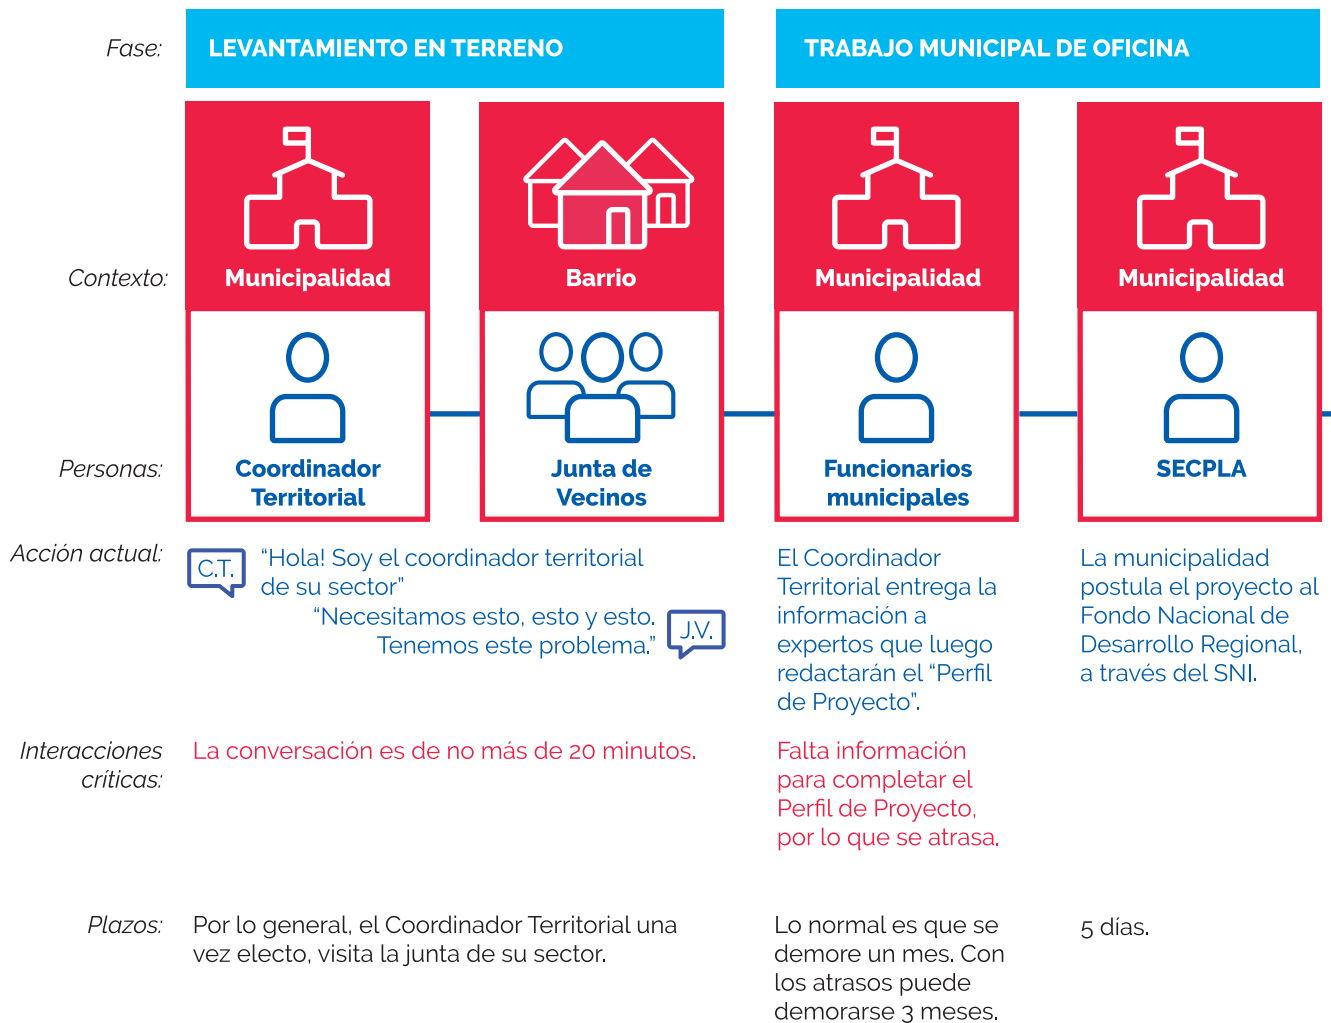 Fase:
LEVANTAMIENTO EN TERRENO
TRABAJO MUNICIPAL DE OFICINA
Contexto:
Municipalidad
Barrio
Municipalidad
Municipalidad
Personas:
Coordinador
Territorial
Junta de
Vecinos
Funcionarios
municipales
SECPLA
Acción actual:
C.T.
“Hola! Soy el coordinador territorial
de su sector”
“Necesitamos esto, esto y esto.
Tenemos este problema.”
J.V.
El Coordinador
Territorial entrega la
información a
expertos que luego
redactarán el “Perfil
de Proyecto”.
La municipalidad
postula el proyecto al
Fondo Nacional de
Desarrollo Regional,
a través del SNI.
Interacciones
críticas:
La conversación es de no más de 20 minutos.
Falta información
para completar el
Perfil de Proyecto,
por lo que se atrasa.
Plazos:
Por lo general, el Coordinador Territorial una
vez electo, visita la junta de su sector.
Lo normal es que se
demore un mes. Con
los atrasos puede
demorarse 3 meses.
5 días.